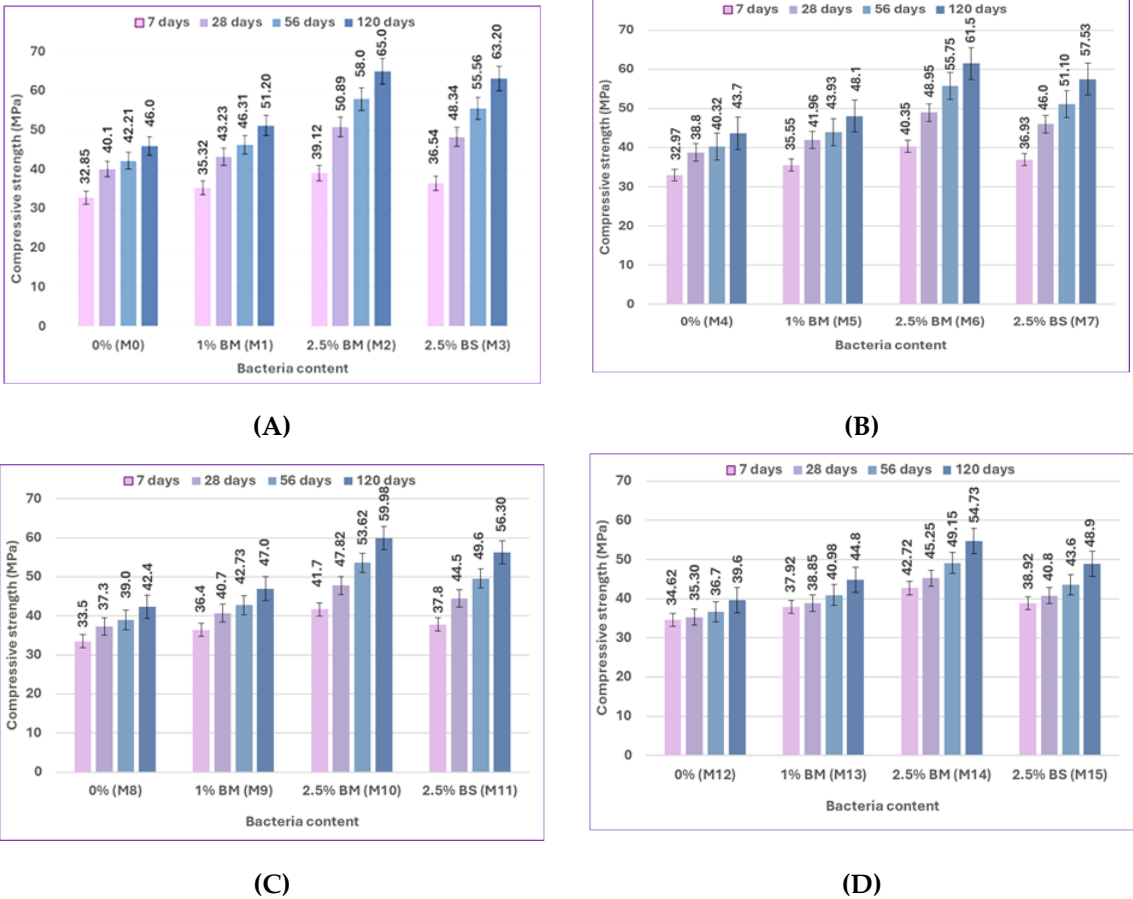 7 days 28 days 56 days 120 days
Compressive strength (MPa)
70
60
50
40
30
20
10
0
32.85 40.1 42.21 46.0
35.32 43.23 46.31 51.20
39.12 50.89 58.0 65.0
36.54 48.34 55.56 63.20
0% (M0) 1% BM (M1) 2.5% BM (M2) 2.5% BS (M3)
Bacteria content
(A)
7 days 28 days 56 days 120 days
Compressive strength (MPa)
70
60
50
40
30
20
10
0
32.97 38.8 40.32 43.7
35.55 41.96 43.93 48.1
40.35 48.95 55.75 61.5
36.93 46.0 51.10 57.53
0% (M4) 1% BM (M5) 2.5% BM (M6) 2.5% BS (M7)
Bacteria content
(B)
7 days 28 days 56 days 120 days
Compressive strength (MPa)
70
60
50
40
30
20
10
0
33.5 37.3 39.0 42.4
36.4 40.7 42.73 47.0
41.7 47.82 53.62 59.98
37.8 44.5 49.6 56.30
0% (M8) 1% BM (M9) 2.5% BM (M10) 2.5% BS (M11)
Bacteria content
(C)
7 days 28 days 56 days 120 days
Compressive strength (MPa)
70
60
50
40
30
20
10
0
34.62 35.30 36.7 39.6
37.92 38.85 40.98 44.8
42.72 45.25 49.15 54.73
38.92 40.8 43.6 48.9
0% (M12) 1% BM (M13) 2.5% BM (M14) 2.5% BS (M15)
Bacteria content
(D)